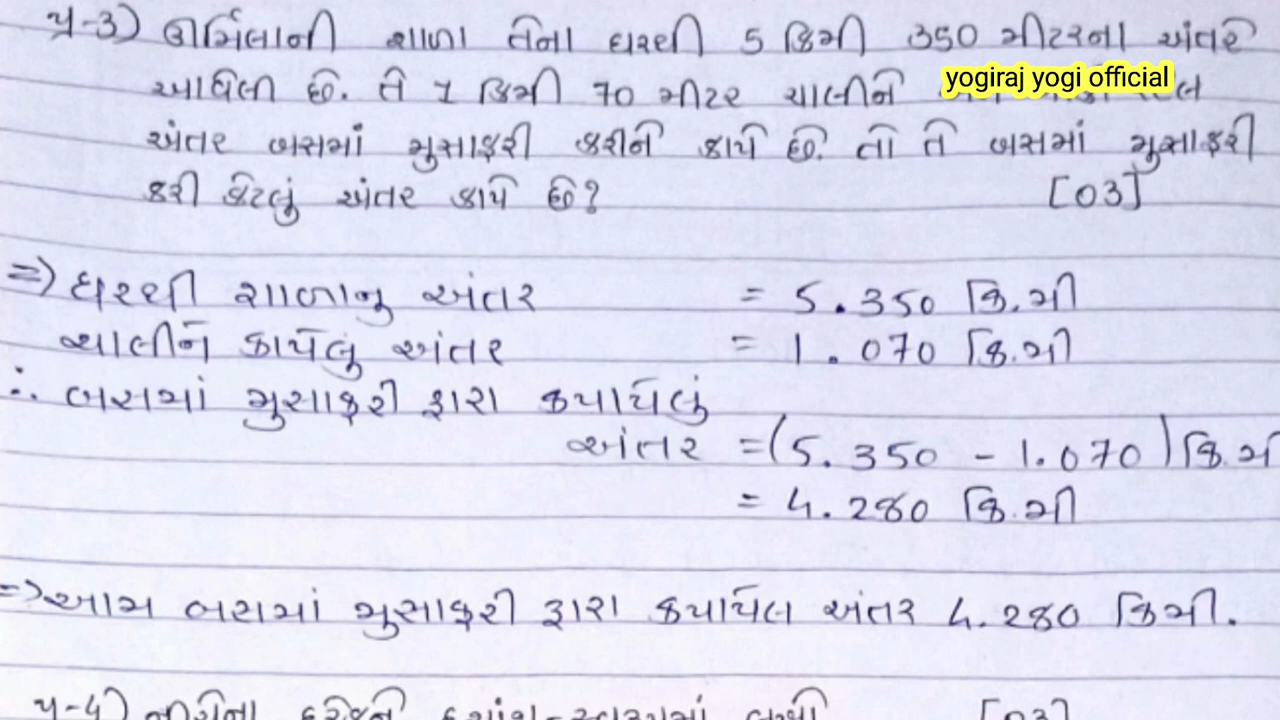 પ્ર-3) ઊર્મિલાની શાળા તેના ઘરથી 5 કિમી 350 મીટરના અંતરે
yogiraj yogi official
આવેલી છે. તે 1 કિમી 70 મીટર ચાલીને
અંતર બસમાં મુસાફરી કરીને કાપે છે. તો તે બસમાં મુસાફરી
કરી કેટલું અંતર કાપે છે? [03]
=> ઘરથી શાળાનુ અંતર = 5.350 કિ.મી
ચાલીને કાપેલુ અંતર = 1.070 કિ.મી
∴ બસમાં મુસાફરી દ્વારા કપાયેલું
અંતર =(5.350 - 1.070) કિ.મી
= 4.280 કિ.મી
=> આમ બસમાં મુસાફરી દ્વારા કપાયેલ અંતર 4.280 કિમી.
પ્ર-4) [03]